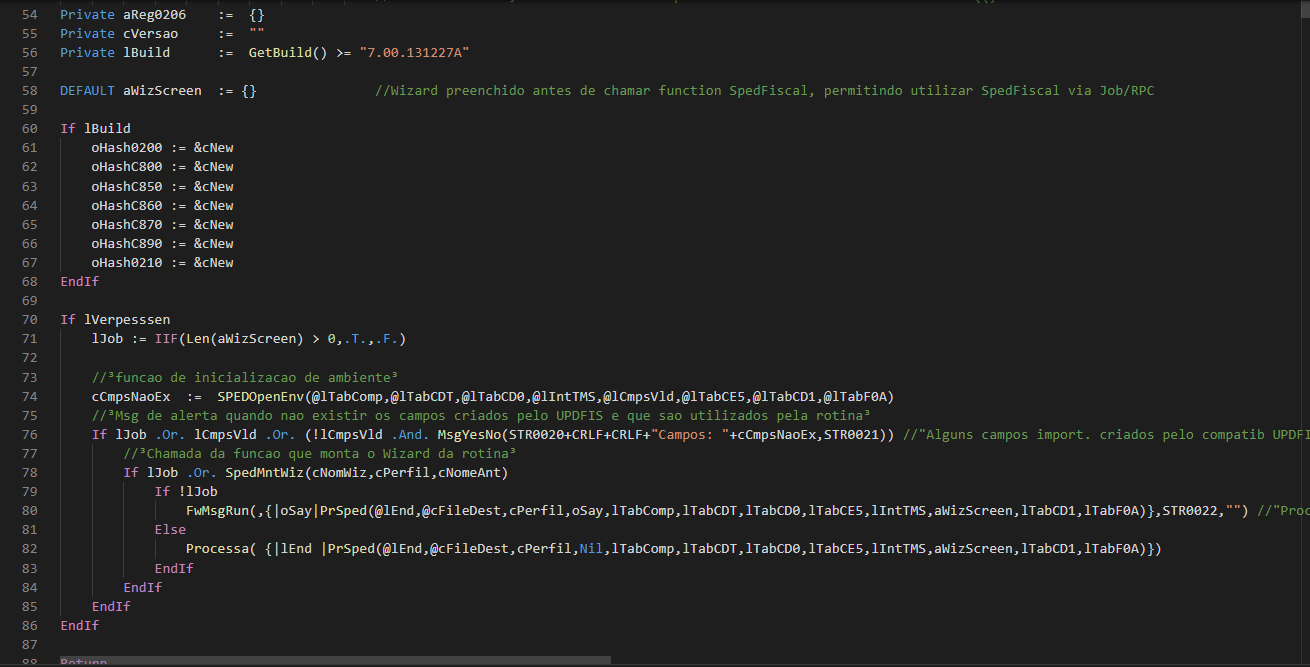 54 Private aReg0206    :=  {}
55 Private cVersao     :=  ""
56 Private lBuild      :=  GetBuild() >= "7.00.131227A"
57
58 DEFAULT aWizScreen  := {}               //Wizard preenchido antes de chamar function SpedFiscal, permitindo utilizar SpedFiscal via Job/RPC
59
60 If lBuild
61     oHash0200 := &cNew
62     oHashC800 := &cNew
63     oHashC850 := &cNew
64     oHashC860 := &cNew
65     oHashC870 := &cNew
66     oHashC890 := &cNew
67     oHash0210 := &cNew
68 EndIf
69
70 If lVerpesssen
71     lJob := IIF(Len(aWizScreen) > 0,.T.,.F.)
72
73     //³funcao de inicializacao de ambiente³
74     cCmpsNaoEx  :=  SPEDOpenEnv(@lTabComp,@lTabCDT,@lTabCD0,@lIntTMS,@lCmpsVld,@lTabCE5,@lTabCD1,@lTabF0A)
75     //³Msg de alerta quando nao existir os campos criados pelo UPDFIS e que sao utilizados pela rotina³
76     If lJob .Or. lCmpsVld .Or. (!lCmpsVld .And. MsgYesNo(STR0020+CRLF+CRLF+"Campos: "+cCmpsNaoEx,STR0021)) //"Alguns campos import. criados pelo compatib UPDFI
77         //³Chamada da funcao que monta o Wizard da rotina³
78         If lJob .Or. SpedMntWiz(cNomWiz,cPerfil,cNomeAnt)
79             If !lJob
80                 FwMsgRun(,{|oSay|PrSped(@lEnd,@cFileDest,cPerfil,oSay,lTabComp,lTabCDT,lTabCD0,lTabCE5,lIntTMS,aWizScreen,lTabCD1,lTabF0A)},STR0022,"") //"Proc
81             Else
82                 Processa( {|lEnd |PrSped(@lEnd,@cFileDest,cPerfil,Nil,lTabComp,lTabCDT,lTabCD0,lTabCE5,lIntTMS,aWizScreen,lTabCD1,lTabF0A)})
83             EndIf
84         EndIf
85     EndIf
86 EndIf
87
88 Return